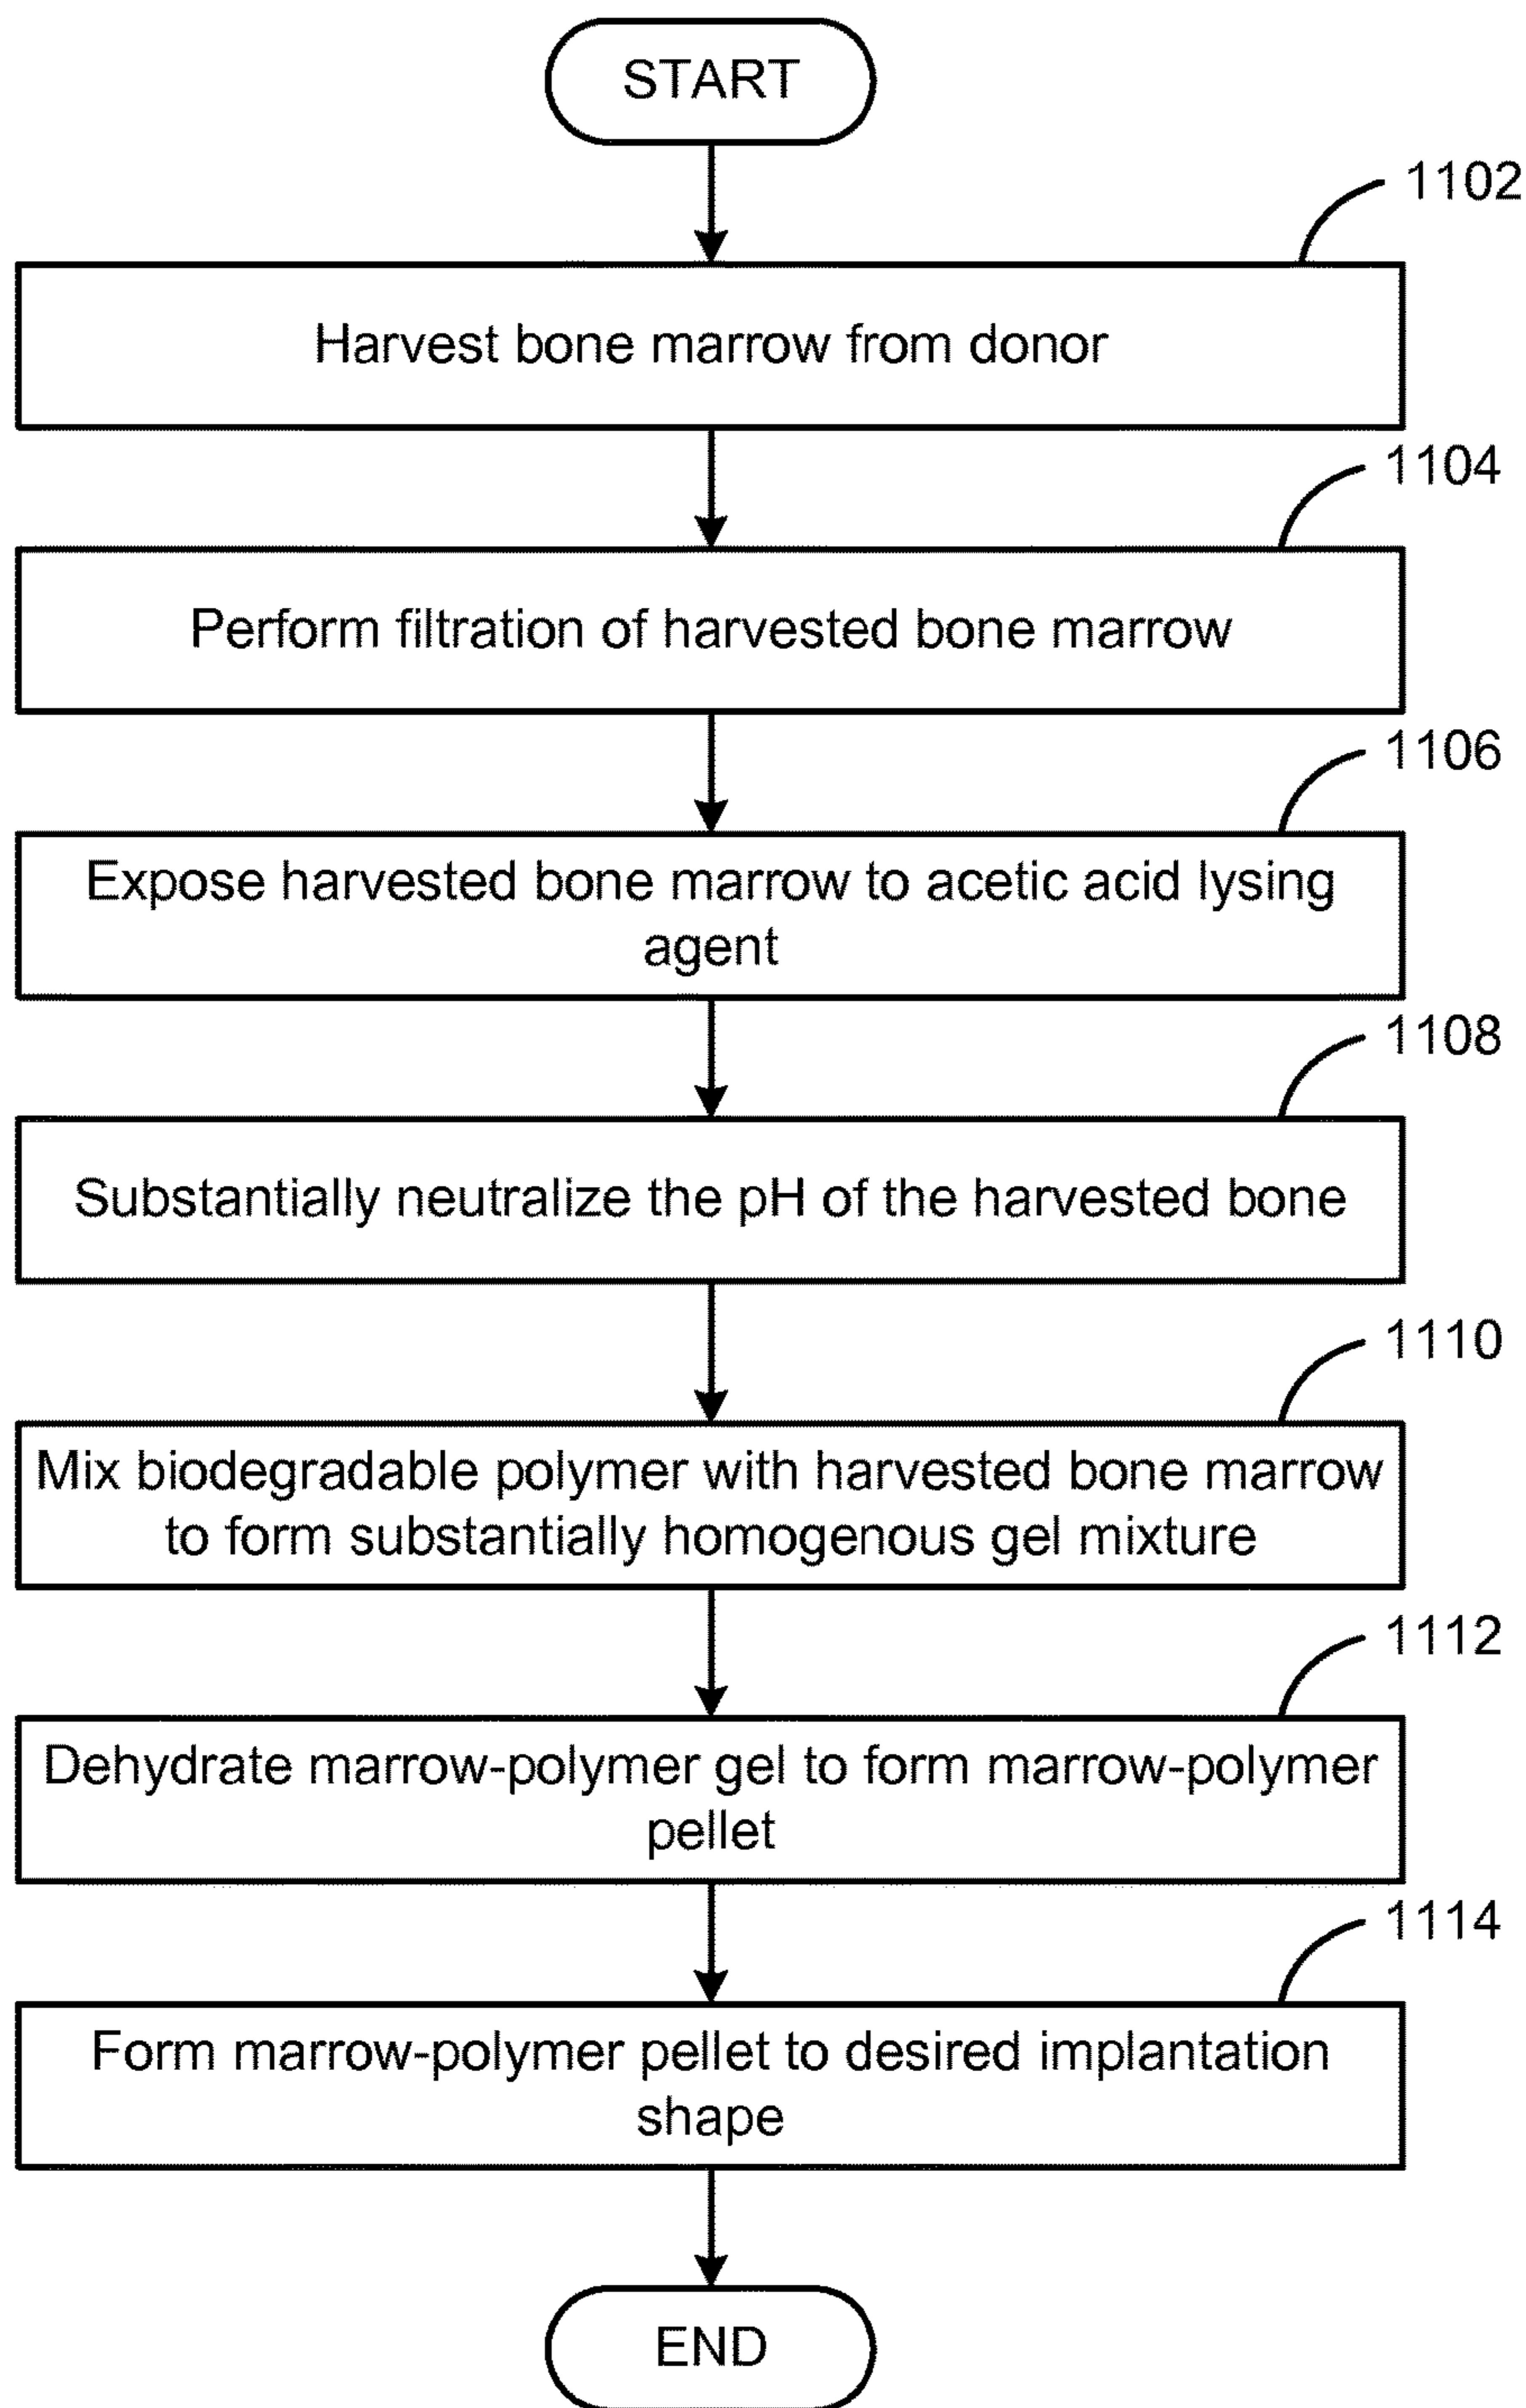 START
1102
Harvest bone marrow from donor
1104
Perform filtration of harvested bone marrow
1106
Expose harvested bone marrow to acetic acid lysing
agent
1108
Substantially neutralize the pH of the harvested bone
1110
Mix biodegradable polymer with harvested bone marrow
to form substantially homogenous gel mixture
1112
Dehydrate marrow-polymer gel to form marrow-polymer
pellet
1114
Form marrow-polymer pellet to desired implantation
shape
END